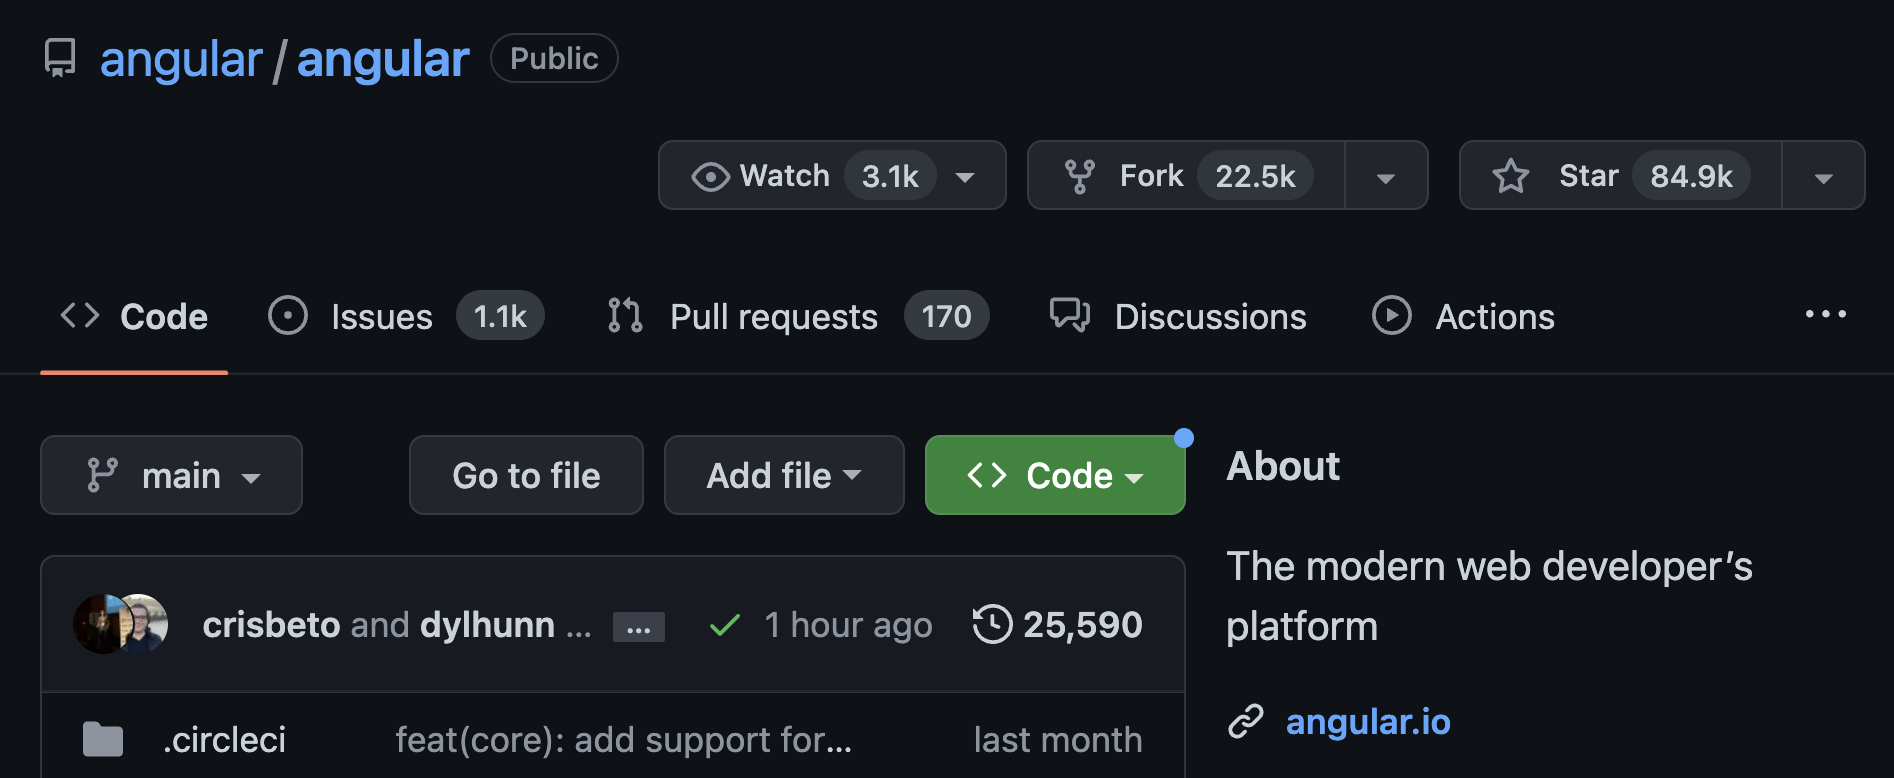 angular / angular Public
Watch 3.1k Fork 22.5k Star 84.9k
Code Issues 1.1k Pull requests 170 Discussions Actions ...
main Go to file Add file Code
About
The modern web developer’s
platform
crisbeto and dylhunn ... ... 1 hour ago 25,590
.circleci feat(core): add support for... last month
angular.io